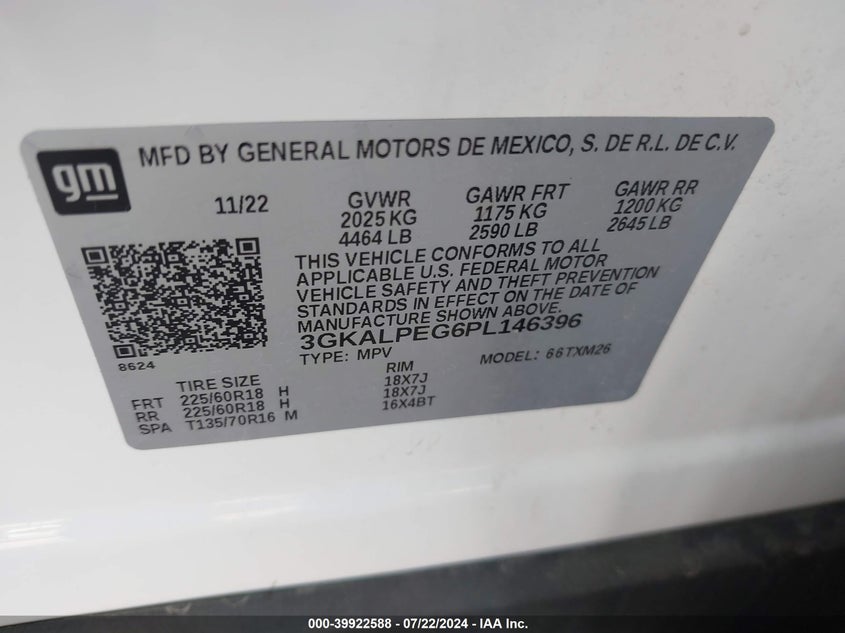 gm
MFD BY GENERAL MOTORS DE MEXICO, S. DE R.L. DE C.V.
11/22 GVWR GAWR FRT GAWR RR
2025 KG 1175 KG 1200 KG
4464 LB 2590 LB 2645 LB
THIS VEHICLE CONFORMS TO ALL
APPLICABLE U.S. FEDERAL MOTOR
VEHICLE SAFETY AND THEFT PREVENTION
STANDARDS IN EFFECT ON THE DATE OF
MANUFACTURE SHOWN ABOVE.
3GKALPEG6PL146396
8624
TYPE: MPV MODEL: 66TXM26
TIRE SIZE RIM
FRT 225/60R18 H 18X7J
RR 225/60R18 H 18X7J
SPA T135/70R16 M 16X4BT
000-39922588 - 07/22/2024 - IAA Inc.